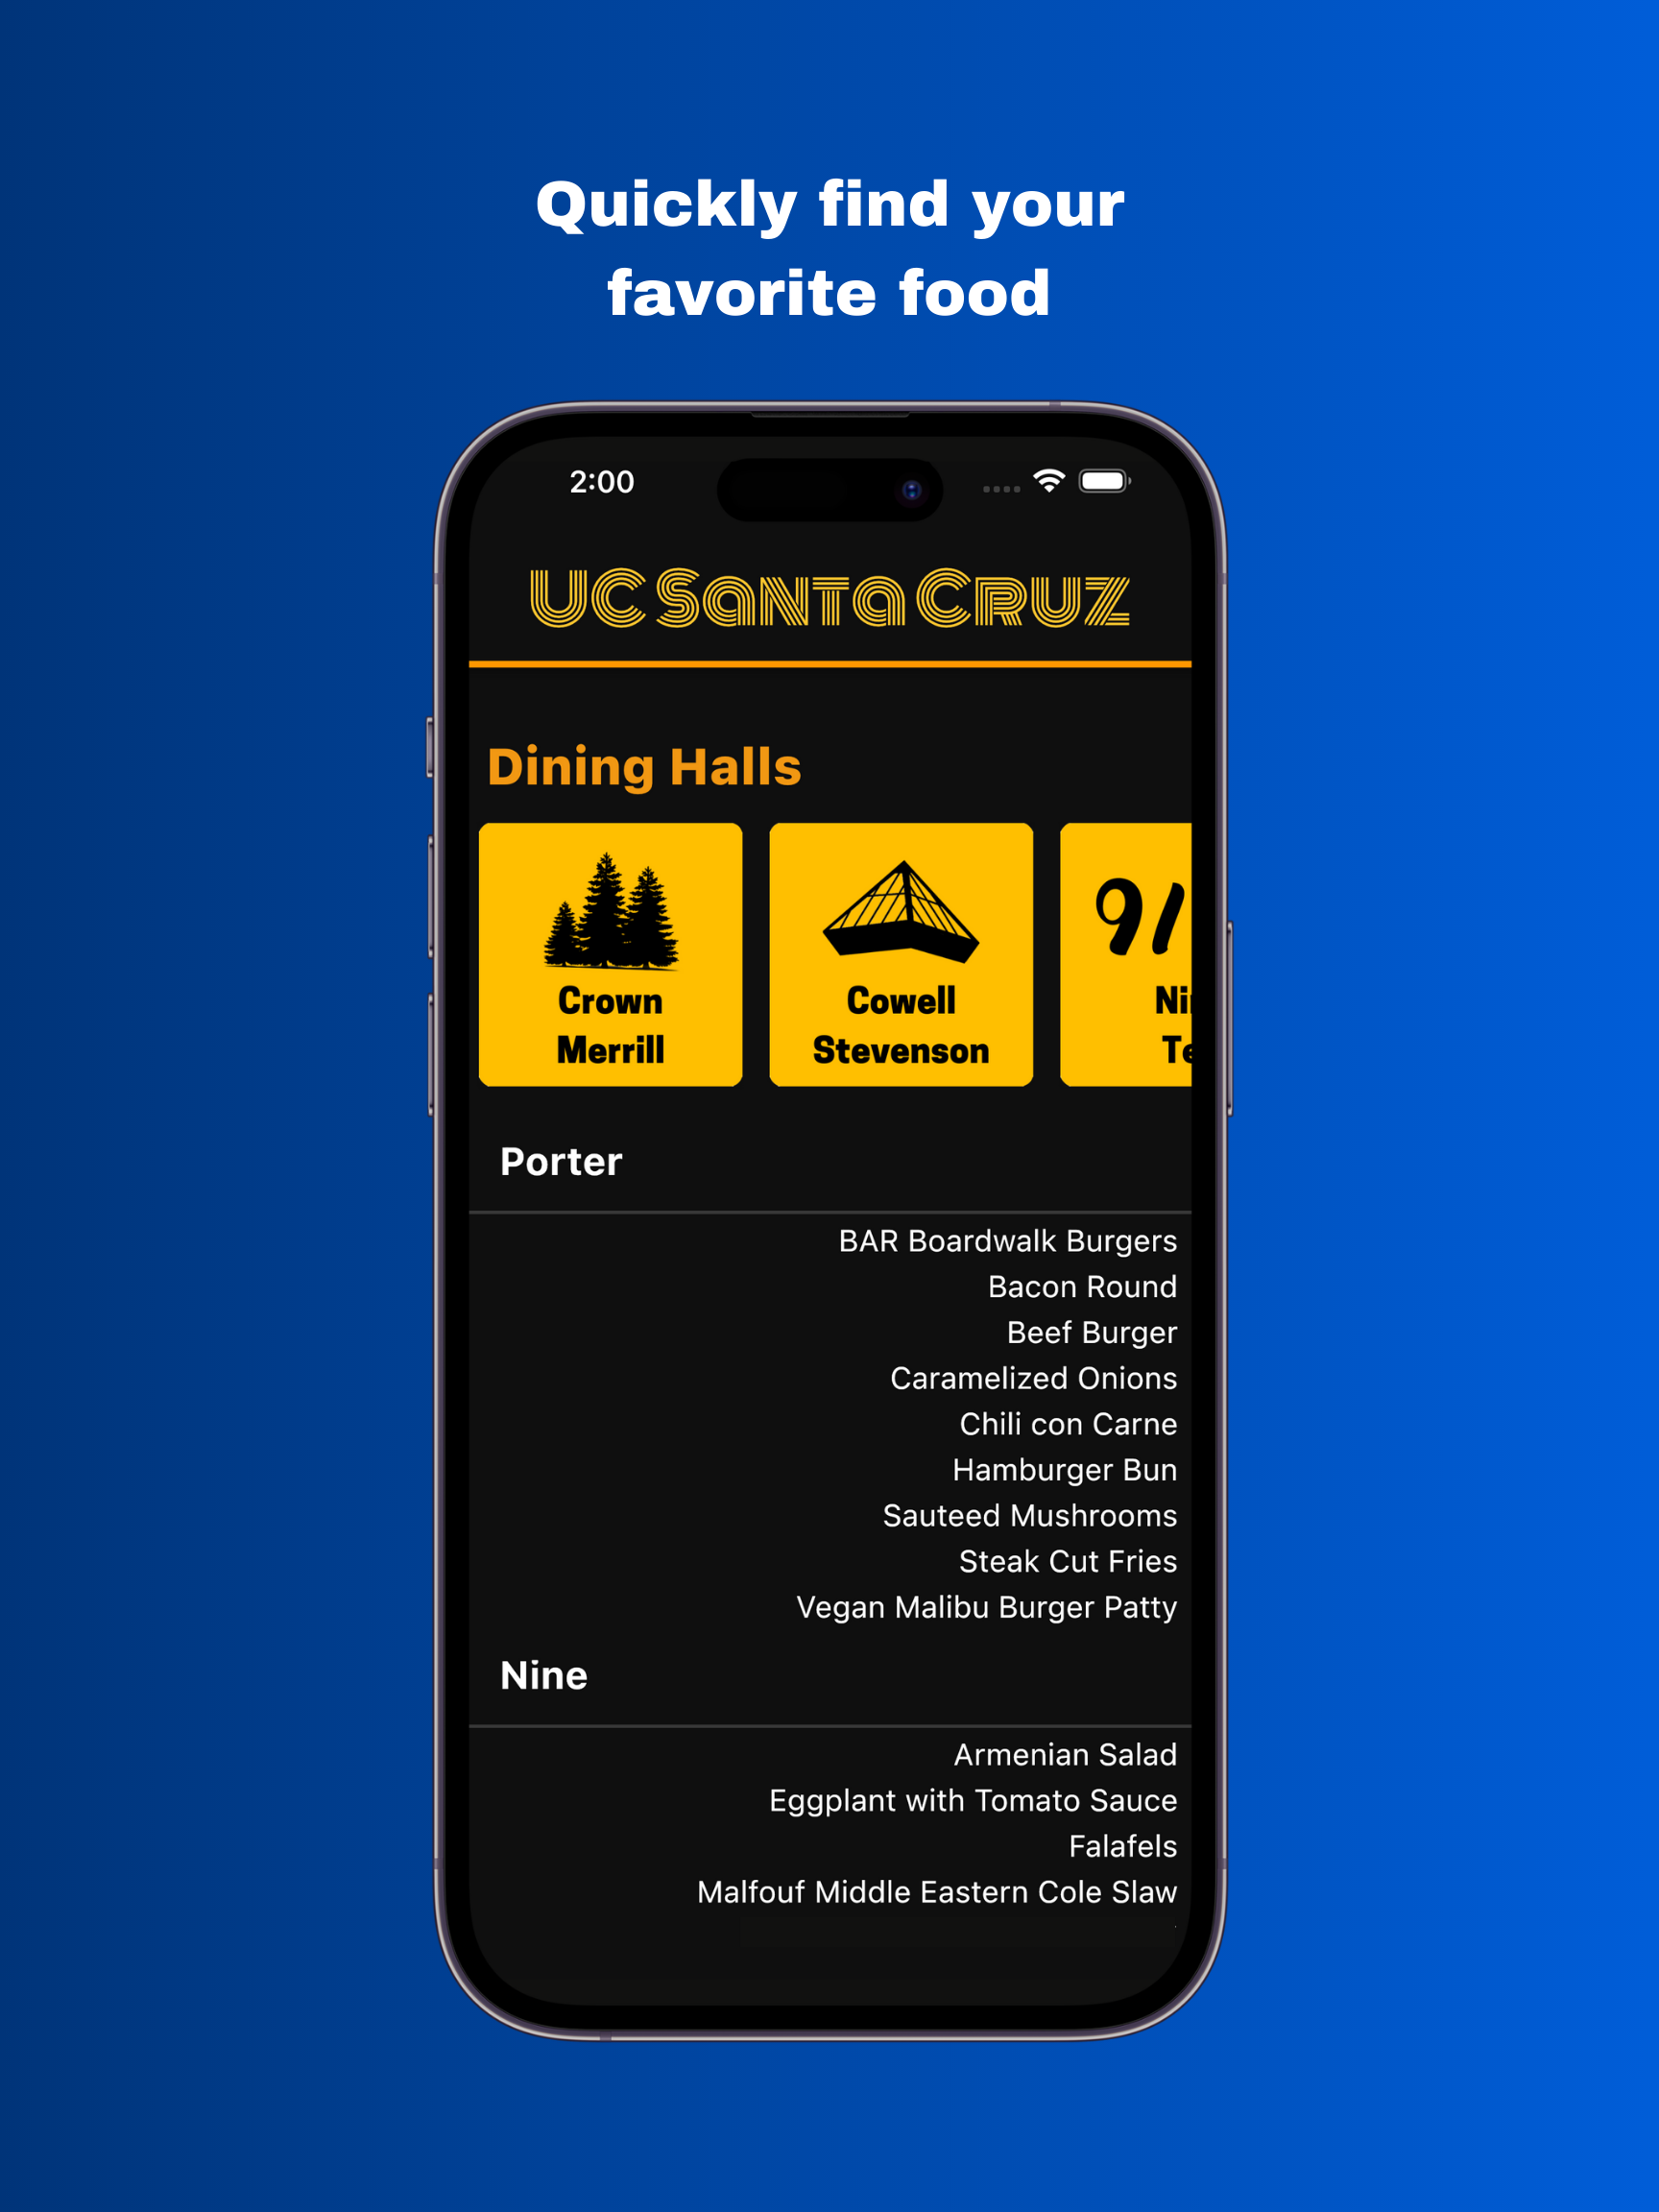 Quickly find your
favorite food
2:00
UC Santa Cruz
Dining Halls
Crown
Merrill
Cowell
Stevenson
9/
Porter
BAR Boardwalk Burgers
Bacon Round
Beef Burger
Caramelized Onions
Chili con Carne
Hamburger Bun
Sauteed Mushrooms
Steak Cut Fries
Vegan Malibu Burger Patty
Nine
Armenian Salad
Eggplant with Tomato Sauce
Falafels
Malfouf Middle Eastern Cole Slaw